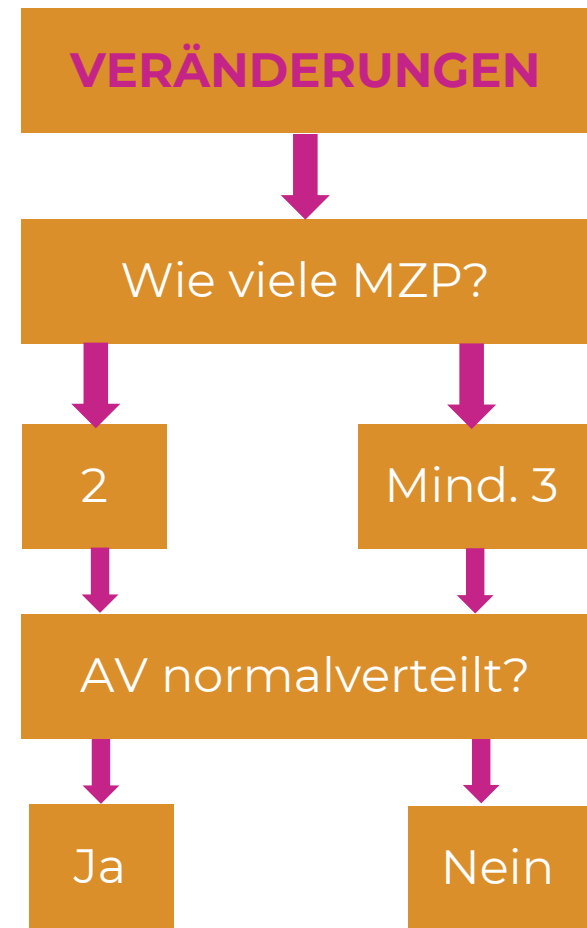 VERÄNDERUNGEN
Wie viele MZP?
2
Mind. 3
AV normalverteilt?
Ja
Nein